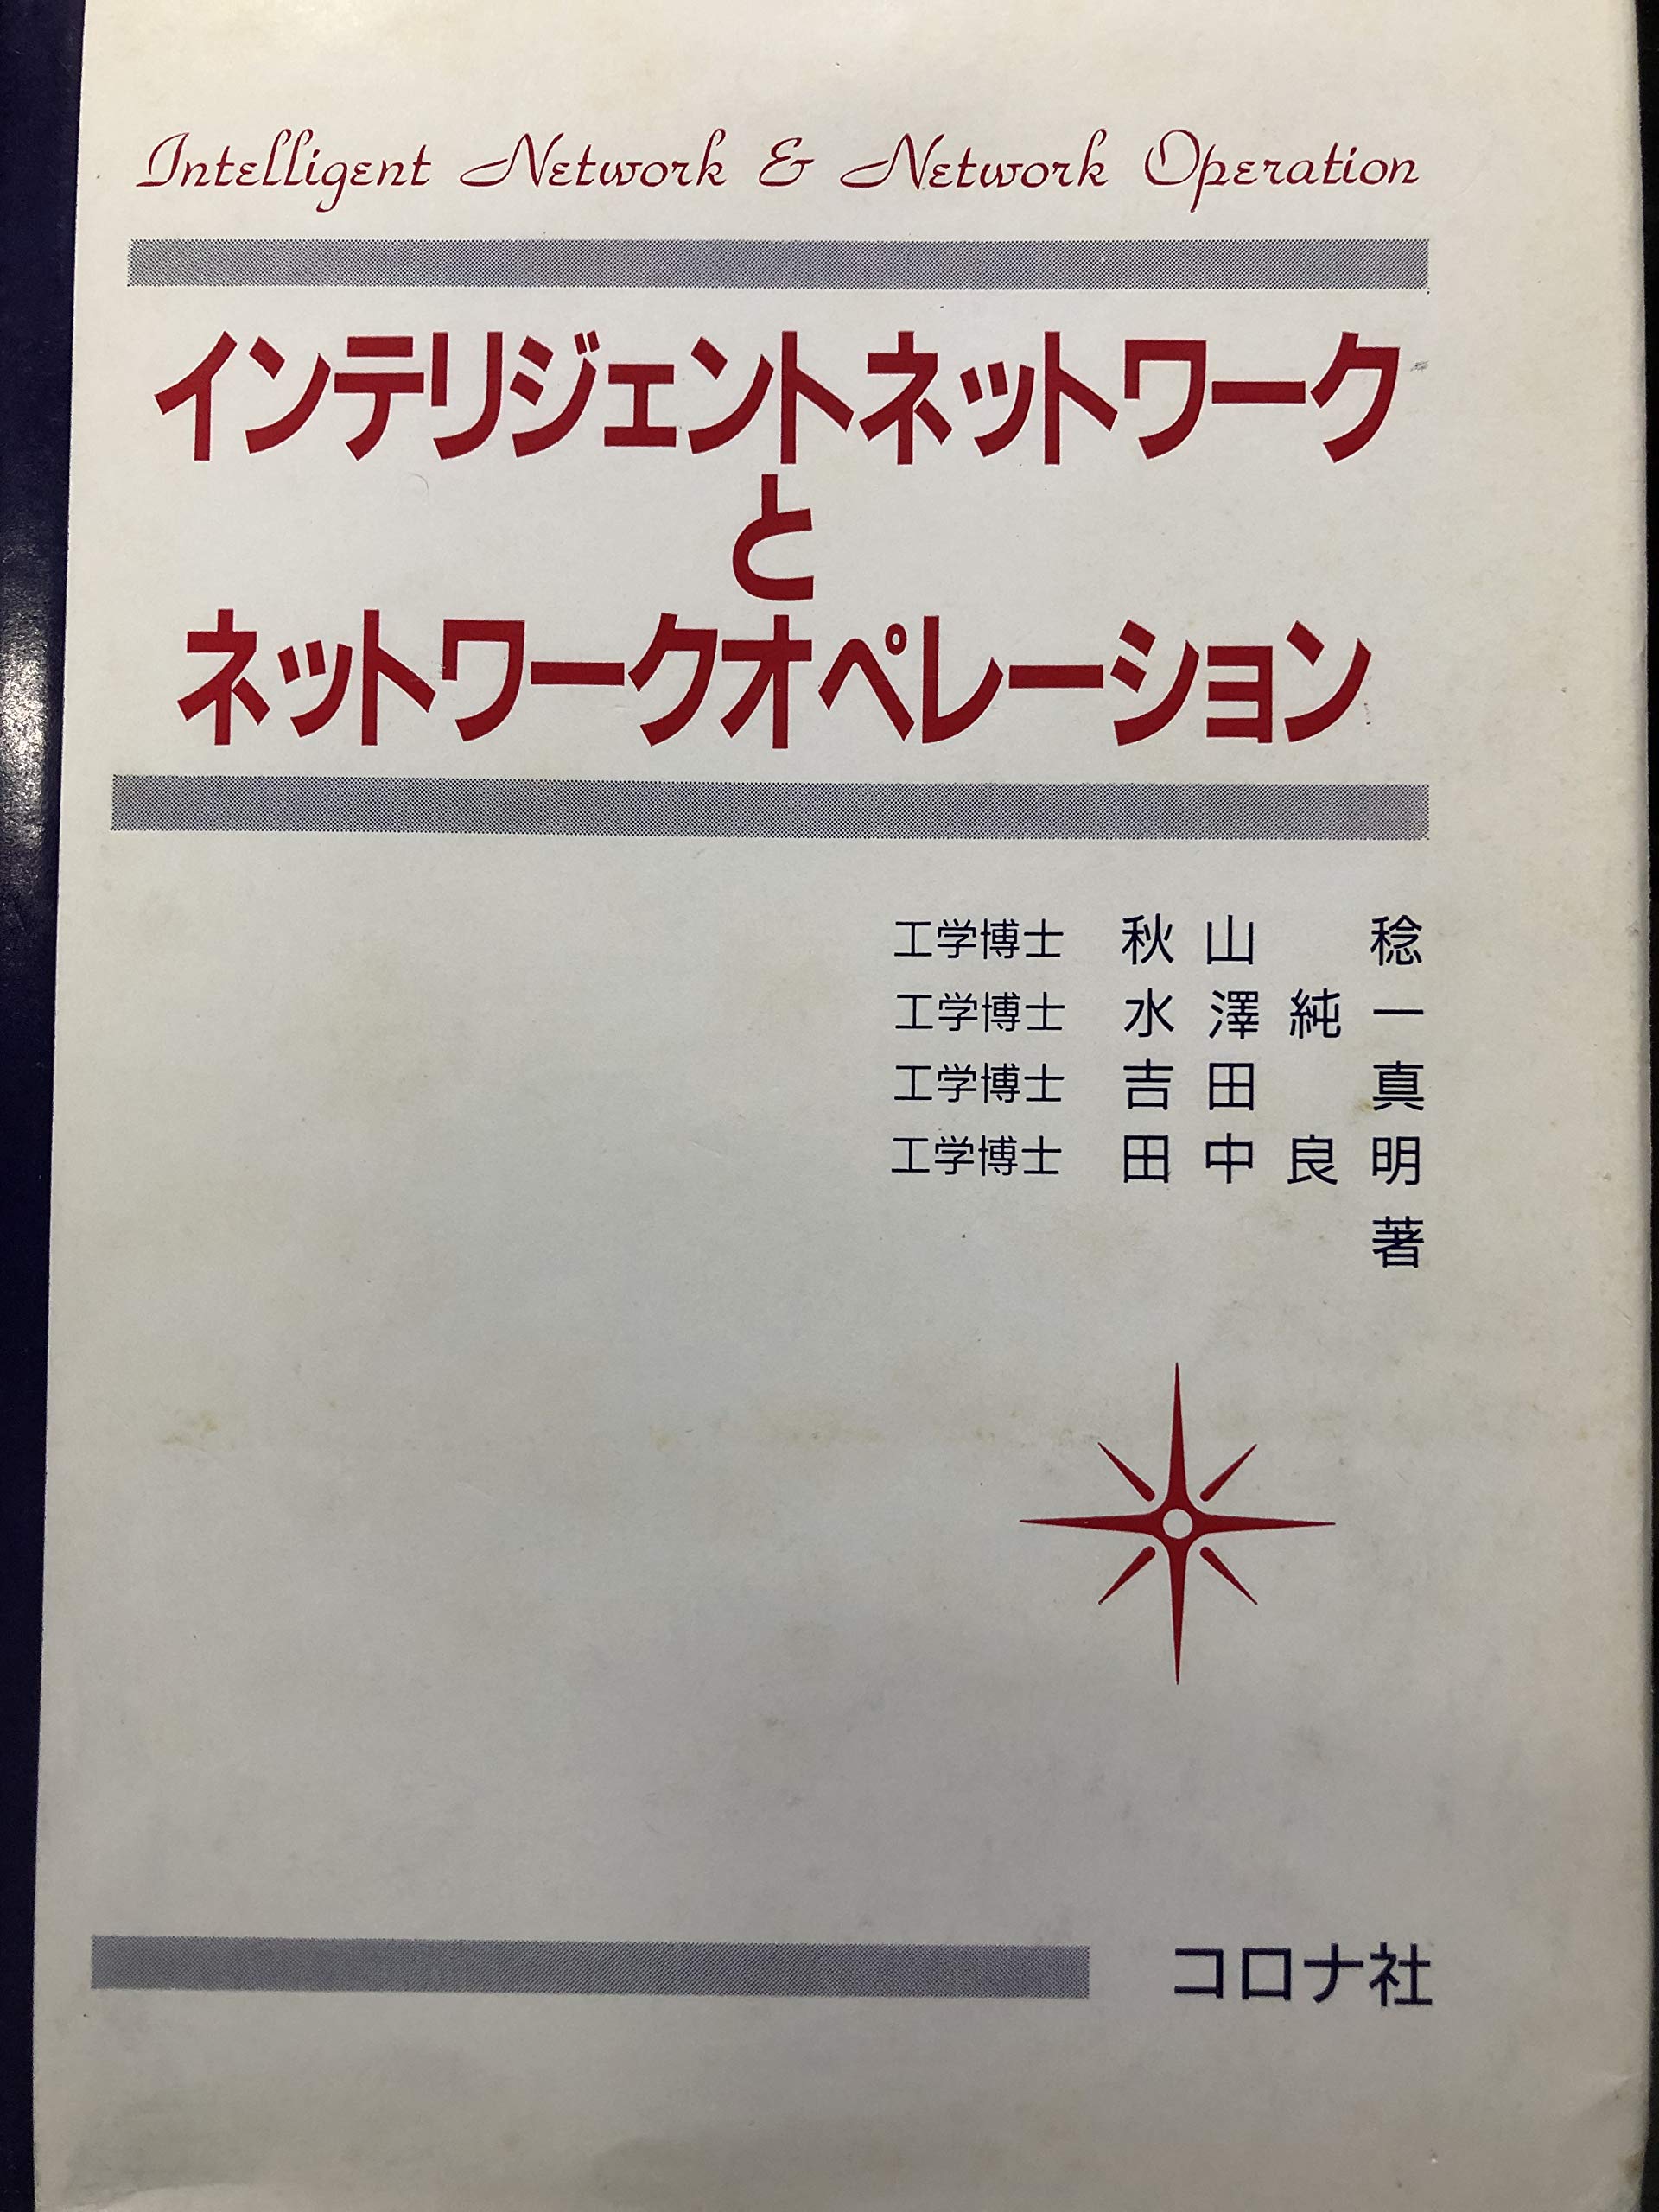 Intelligent Network & Network Operation
インテリジェントネットワーク
と
ネットワークオペレーション
工学博士 秋山 稔
工学博士 水澤純一
工学博士 吉田 真
工学博士 田中良明
著
コロナ社